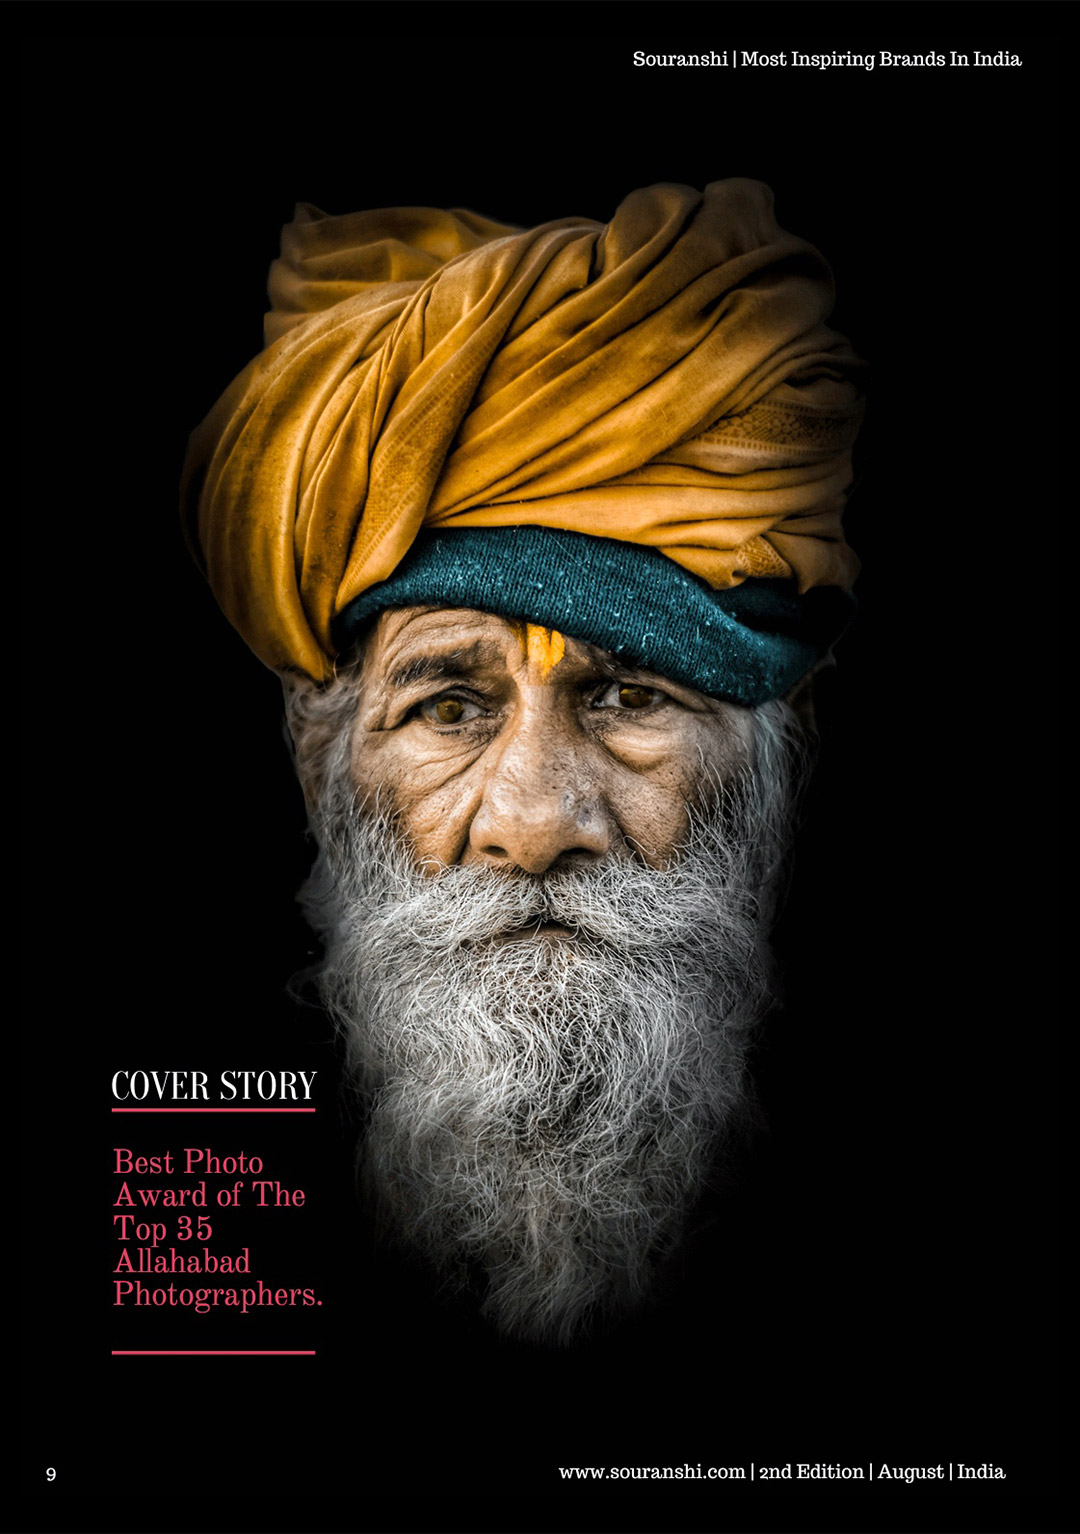 Souranshi | Most Inspiring Brands In India
COVER STORY
Best Photo
Award of The
Top 35
Allahabad
Photographers.
9
www.souranshi.com | 2nd Edition | August | India